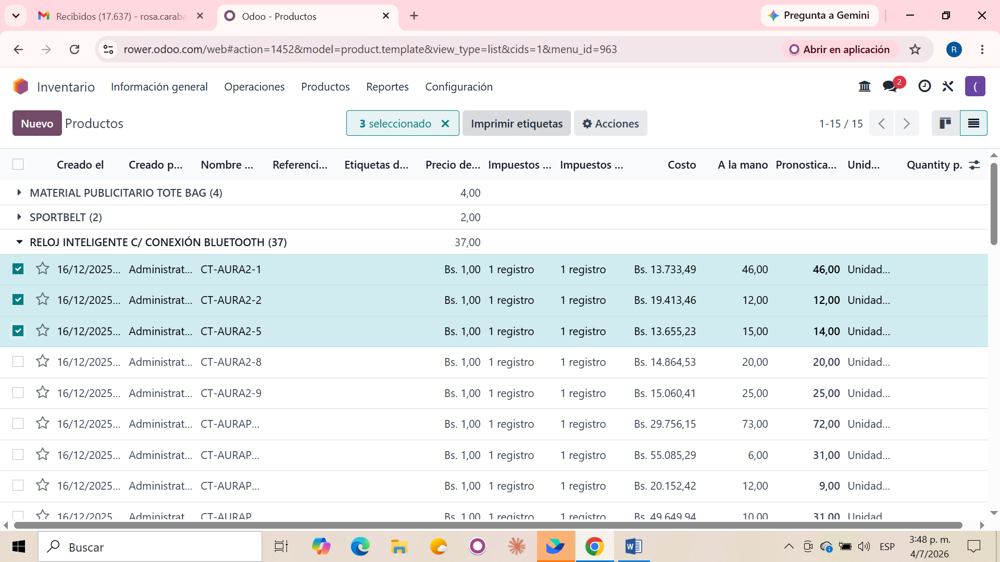 Recibidos (17.637) - rosa.caraba
Odoo - Productos
Pregunta a Gemini
rower.odoo.com/web#action=1452&model=product.template&view_type=list&cids=1&menu_id=963
Abrir en aplicación
R
Inventario
Información general
Operaciones
Productos
Reportes
Configuración
2
(
Nuevo
Productos
3 seleccionado
Imprimir etiquetas
Acciones
1-15 / 15
Creado el Creado p... Nombre ... Referenci... Etiquetas d... Precio de... Impuestos ... Impuestos ... Costo A la mano Pronostica... Unid... Quantity p.
MATERIAL PUBLICITARIO TOTE BAG (4) 4,00
SPORTBELT (2) 2,00
RELOJ INTELIGENTE C/ CONEXIÓN BLUETOOTH (37) 37,00
16/12/2025... Administrat... CT-AURA2-1 Bs. 1,00 1 registro 1 registro Bs. 13.733,49 46,00 46,00 Unidad...
16/12/2025... Administrat... CT-AURA2-2 Bs. 1,00 1 registro 1 registro Bs. 19.413,46 12,00 12,00 Unidad...
16/12/2025... Administrat... CT-AURA2-5 Bs. 1,00 1 registro 1 registro Bs. 13.655,23 15,00 14,00 Unidad...
16/12/2025... Administrat... CT-AURA2-8 Bs. 1,00 1 registro 1 registro Bs. 14.864,53 20,00 20,00 Unidad...
16/12/2025... Administrat... CT-AURA2-9 Bs. 1,00 1 registro 1 registro Bs. 15.060,41 25,00 25,00 Unidad...
16/12/2025... Administrat... CT-AURAP... Bs. 1,00 1 registro 1 registro Bs. 29.756,15 73,00 72,00 Unidad...
16/12/2025... Administrat... CT-AURAP... Bs. 1,00 1 registro 1 registro Bs. 55.085,29 6,00 31,00 Unidad...
16/12/2025... Administrat... CT-AURAP... Bs. 1,00 1 registro 1 registro Bs. 20.152,42 12,00 9,00 Unidad...
16/12/2025 Administrat CT-AURAP Bs. 1,00 1 registro 1 registro Bs. 49.649,94 10,00 31,00 Unidad
Buscar
ESP
3:48 p. m.
4/7/2026